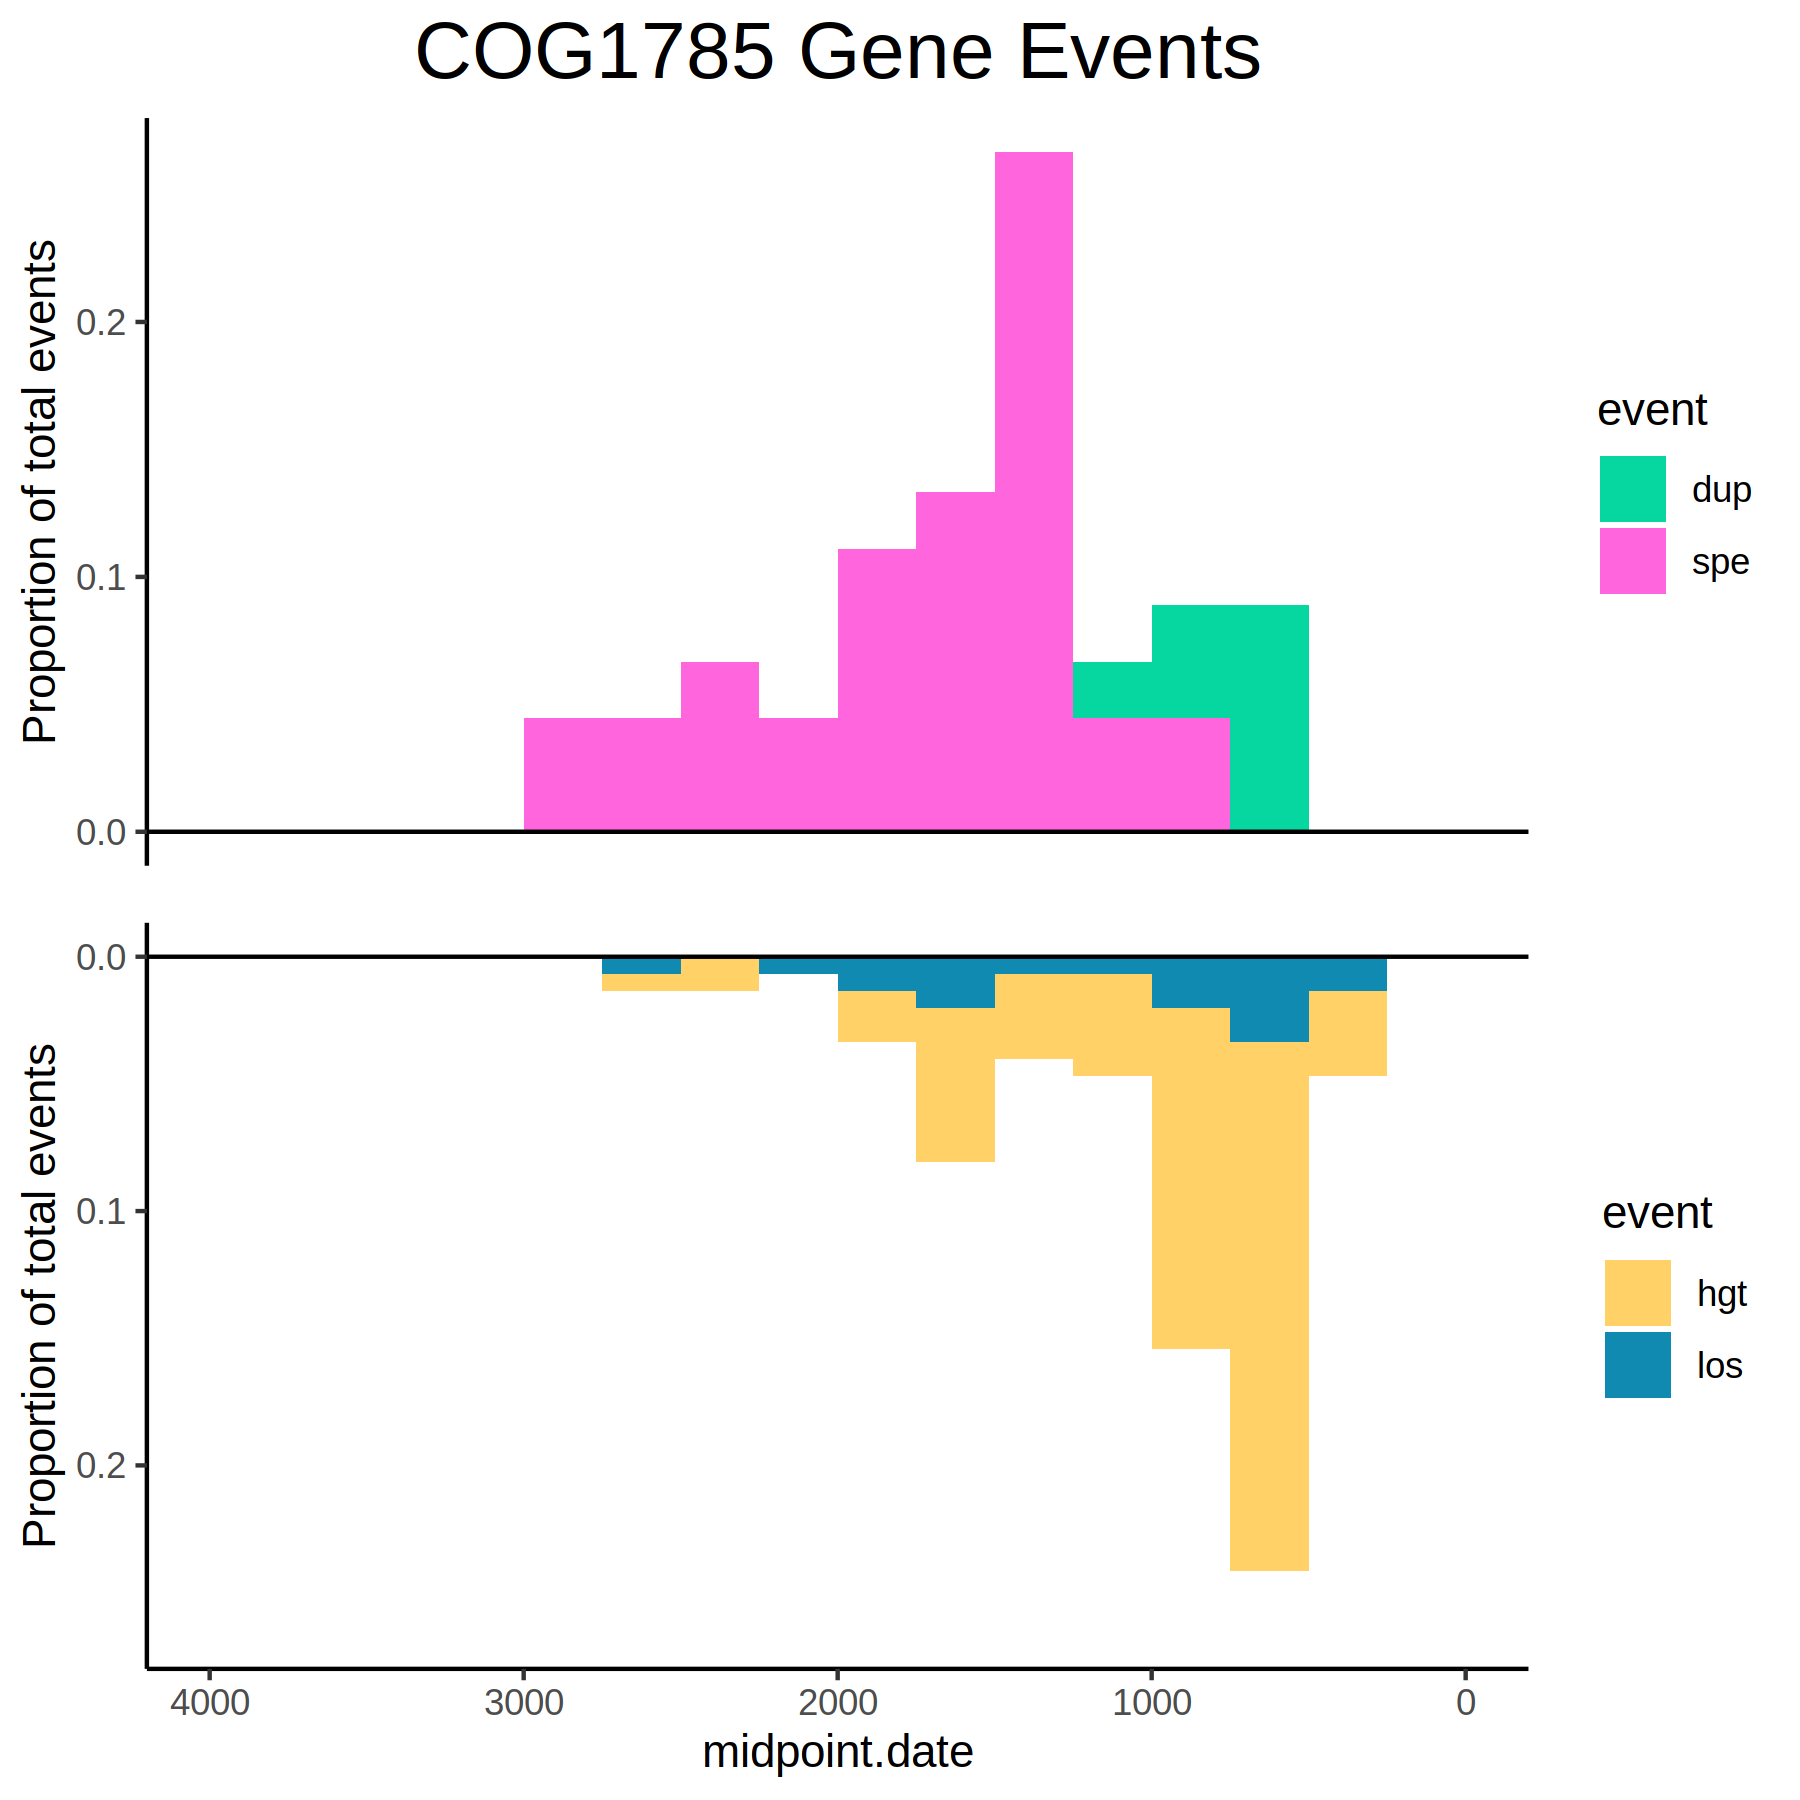 COG1785 Gene Events
Proportion of total events
0.2
0.1
0.0
event
dup
spe
Proportion of total events
0.0
0.1
0.2
event
hgt
los
4000 3000 2000 1000 0
midpoint.date